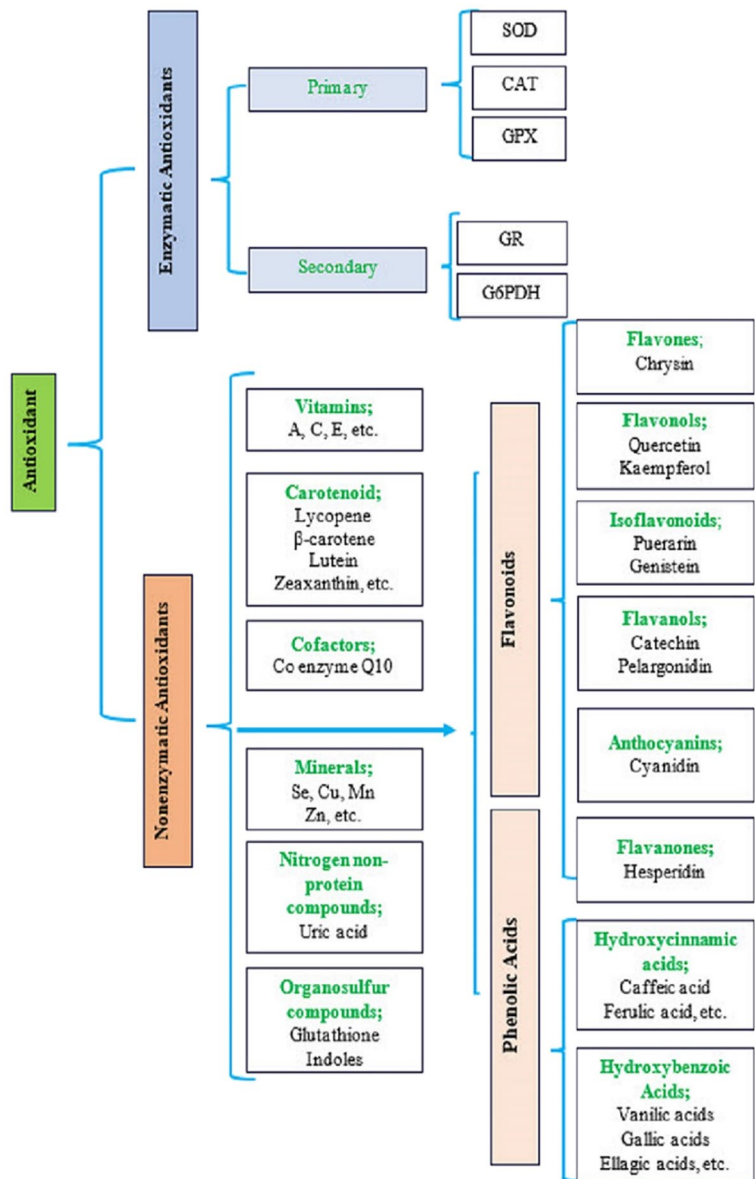 Antioxidant
Enzymatic Antioxidants
Primary
SOD
CAT
GPX
Secondary
GR
G6PDH
Nonenzymatic Antioxidants
Vitamins;
A, C, E, etc.
Carotenoid;
Lycopene
β-carotene
Lutein
Zeaxanthin, etc.
Cofactors;
Co enzyme Q10
Minerals;
Se, Cu, Mn
Zn, etc.
Nitrogen non-
protein
compounds;
Uric acid
Organosulfur
compounds;
Glutathione
Indoles
Flavonoids
Flavones;
Chrysin
Flavonols;
Quercetin
Kaempferol
Isoflavonoids;
Puerarin
Genistein
Flavanols;
Catechin
Pelargonidin
Anthocyanins;
Cyanidin
Flavanones;
Hesperidin
Phenolic Acids
Hydroxycinnamic
acids;
Caffeic acid
Ferulic acid, etc.
Hydroxybenzoic
Acids;
Vanilic acids
Gallic acids
Ellagic acids, etc.